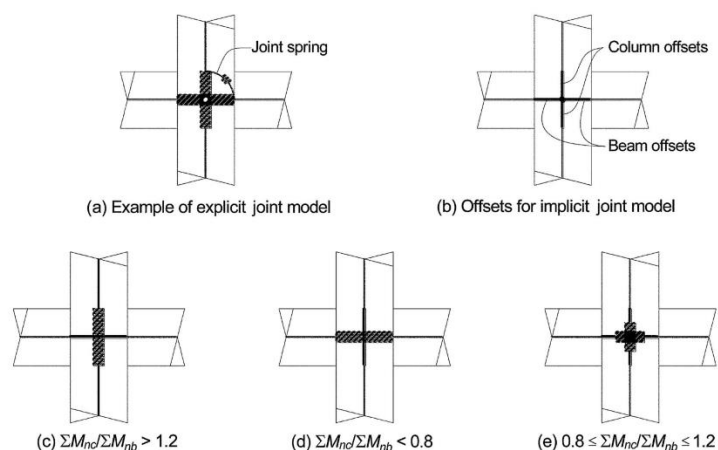 Joint spring
Column offsets
Beam offsets
(a) Example of explicit joint model
(b) Offsets for implicit joint model
(c) ΣMnc/ΣMnb > 1.2
(d) ΣMnc/ΣMnb < 0.8
(e) 0.8 ≤ ΣMnc/ΣMnb ≤ 1.2